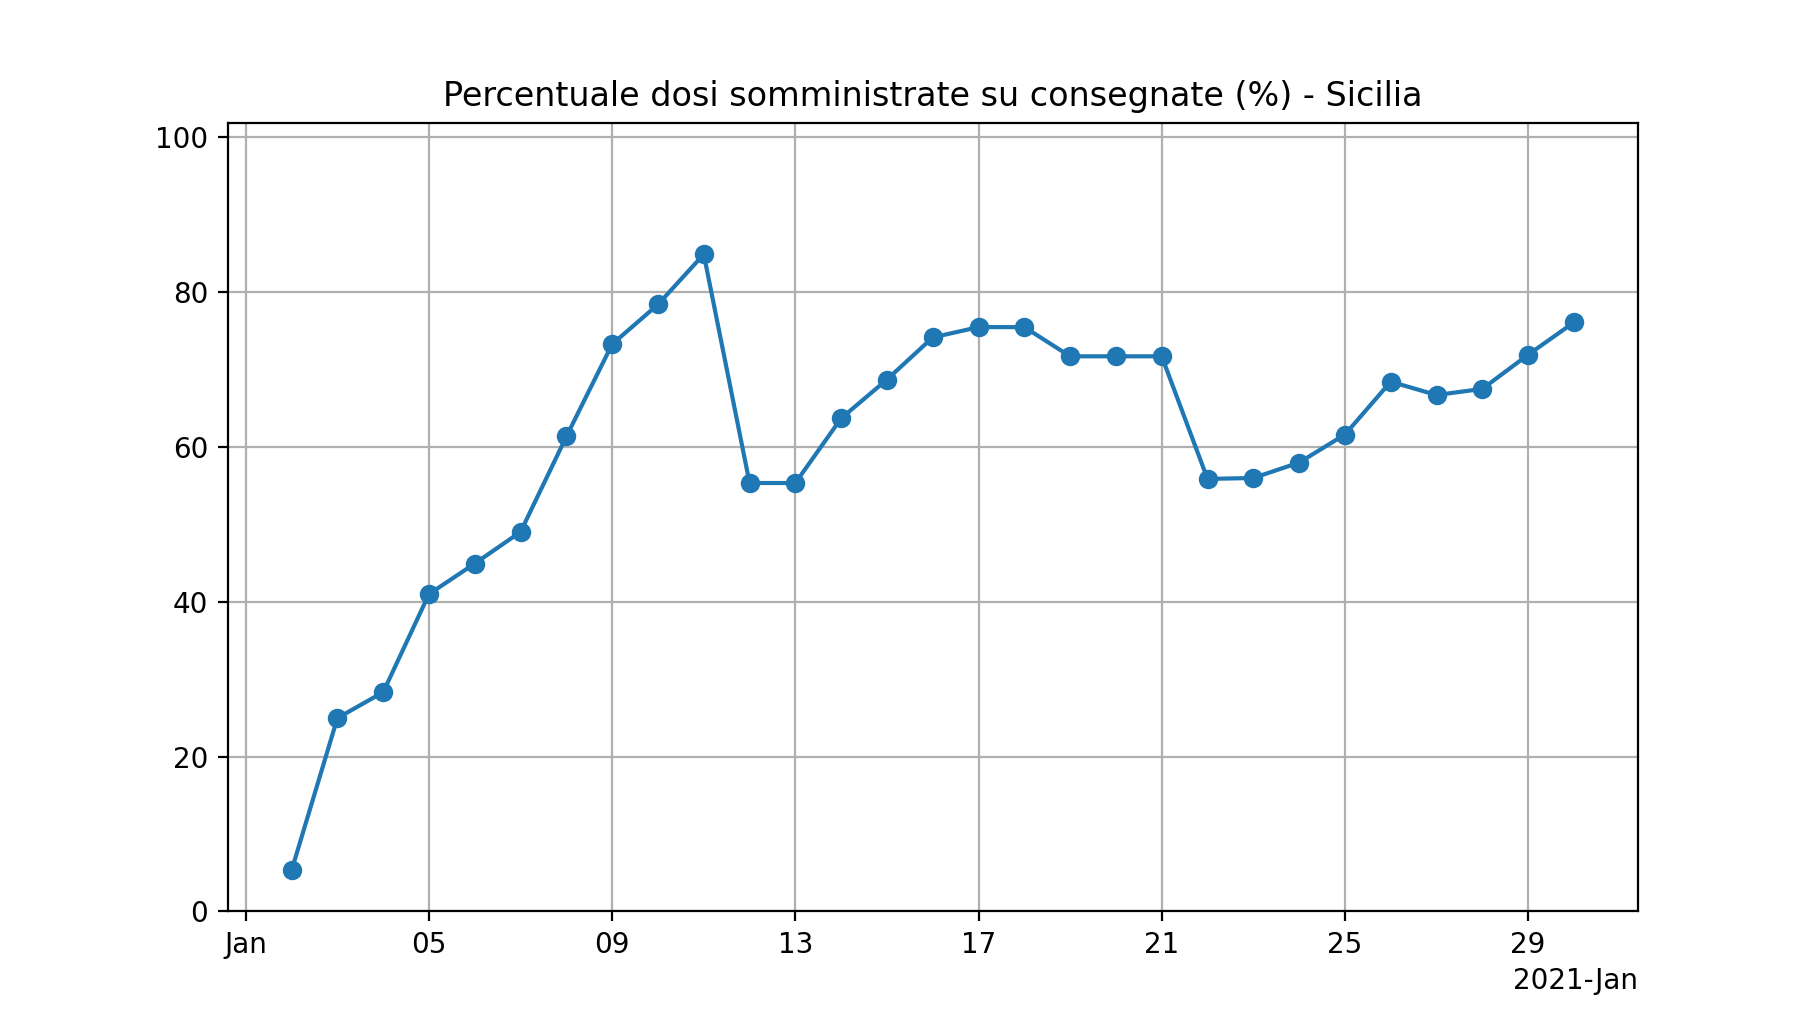 Percentuale dosi somministrate su consegnate (%) - Sicilia
100
80
60
40
20
0
Jan 05 09 13 17 21 25 29
2021-Jan